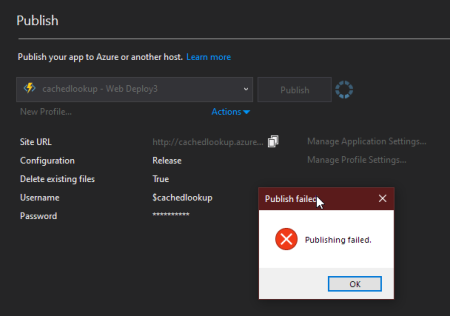 Publish
Publish your app to Azure or another host. Learn more
cachedlookup - Web Deploy3
Publish
New Profile...
Actions
Site URL
http://cachedlookup.azure...
Manage Application Settings...
Configuration
Release
Manage Profile Settings...
Delete existing files
True
Username
$cachedlookup
Password
**********
Publish failed
Publishing failed.
OK